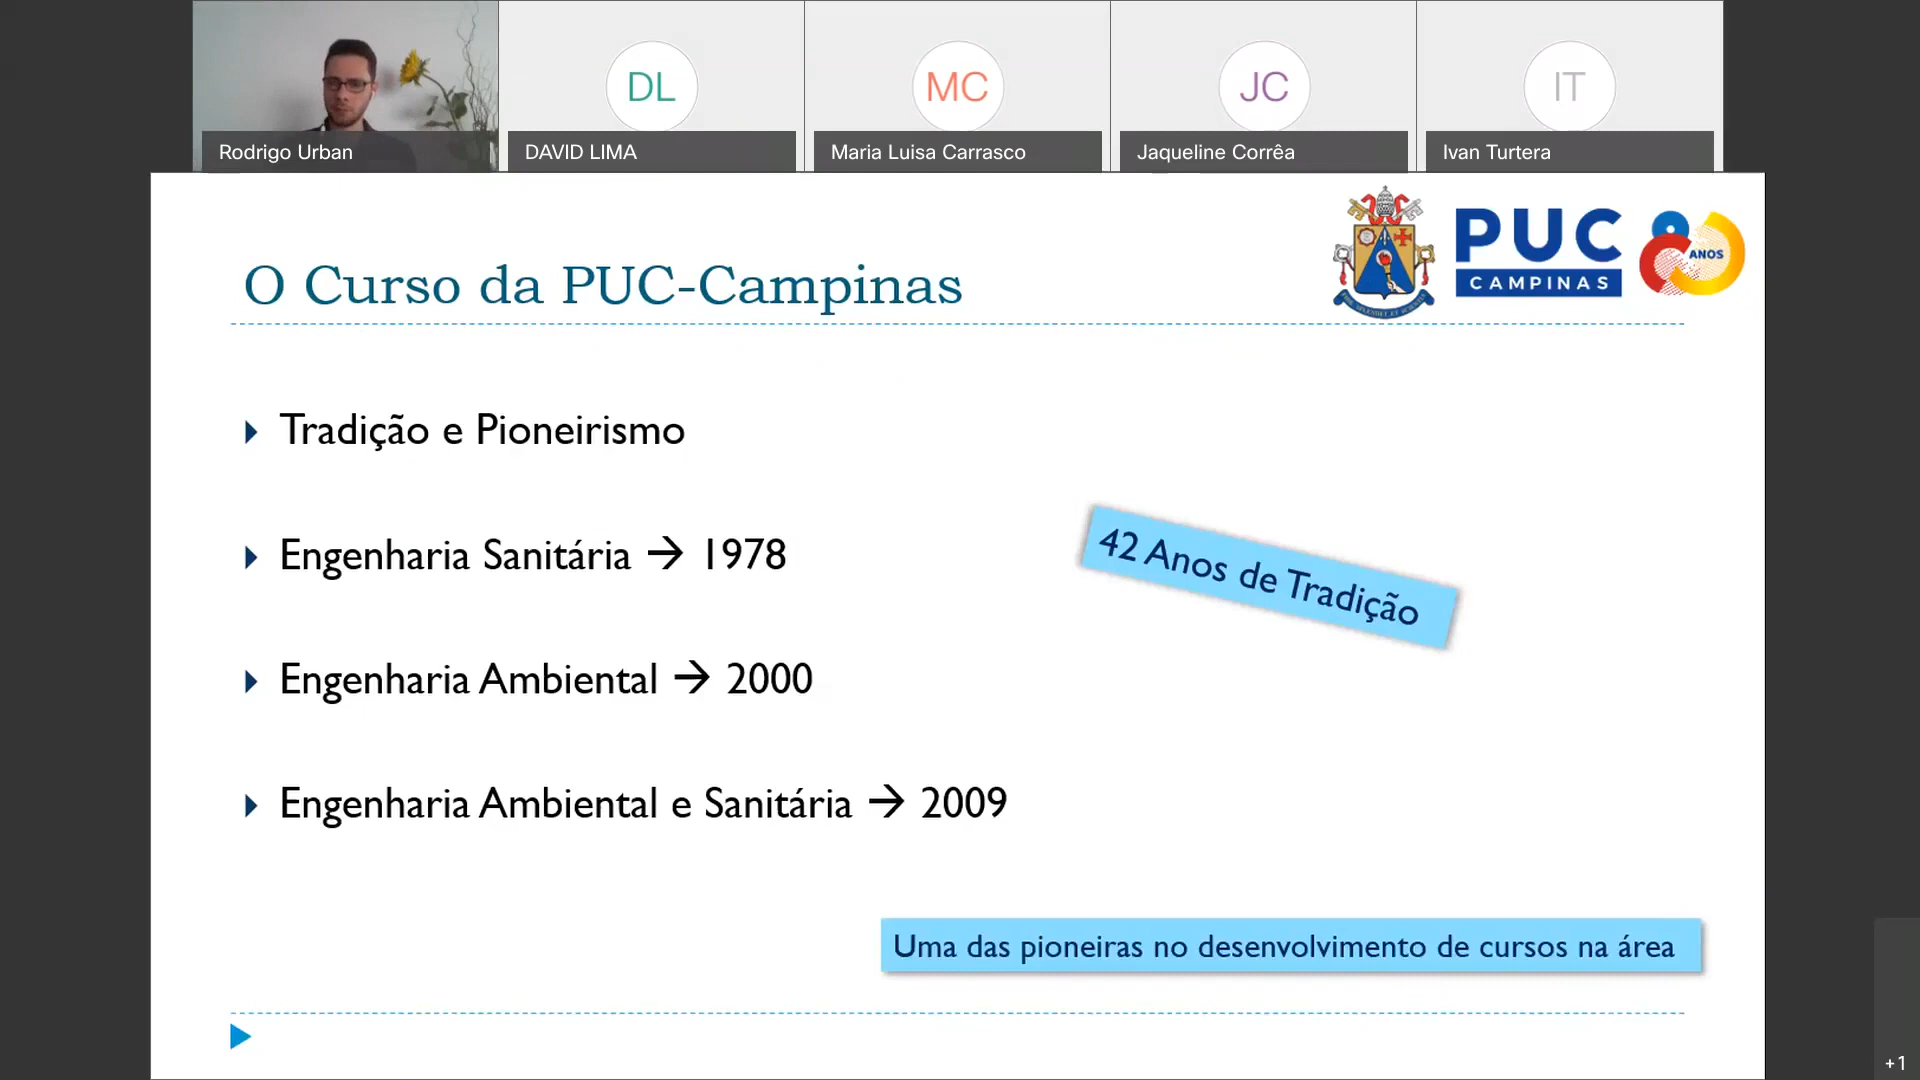 DL
MC
JC
IT
Rodrigo Urban
DAVID LIMA
Maria Luisa Carrasco
Jaqueline Corrêa
Ivan Turtera
PUC
CAMPINAS
80 ANOS
O Curso da PUC-Campinas
Tradição e Pioneirismo
Engenharia Sanitária → 1978
42 Anos de Tradição
Engenharia Ambiental → 2000
Engenharia Ambiental e Sanitária → 2009
Uma das pioneiras no desenvolvimento de cursos na área
+1